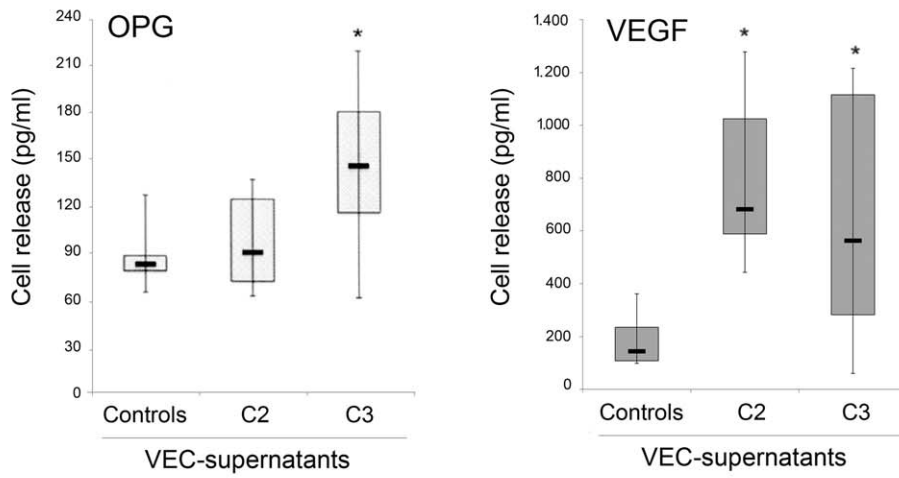 OPG
Cell release (pg/ml)
240
210
180
150
120
90
60
30
0
*
Controls C2 C3
VEC-supernatants
VEGF
Cell release (pg/ml)
1.400
1.200
1.000
800
600
400
200
0
* *
Controls C2 C3
VEC-supernatants